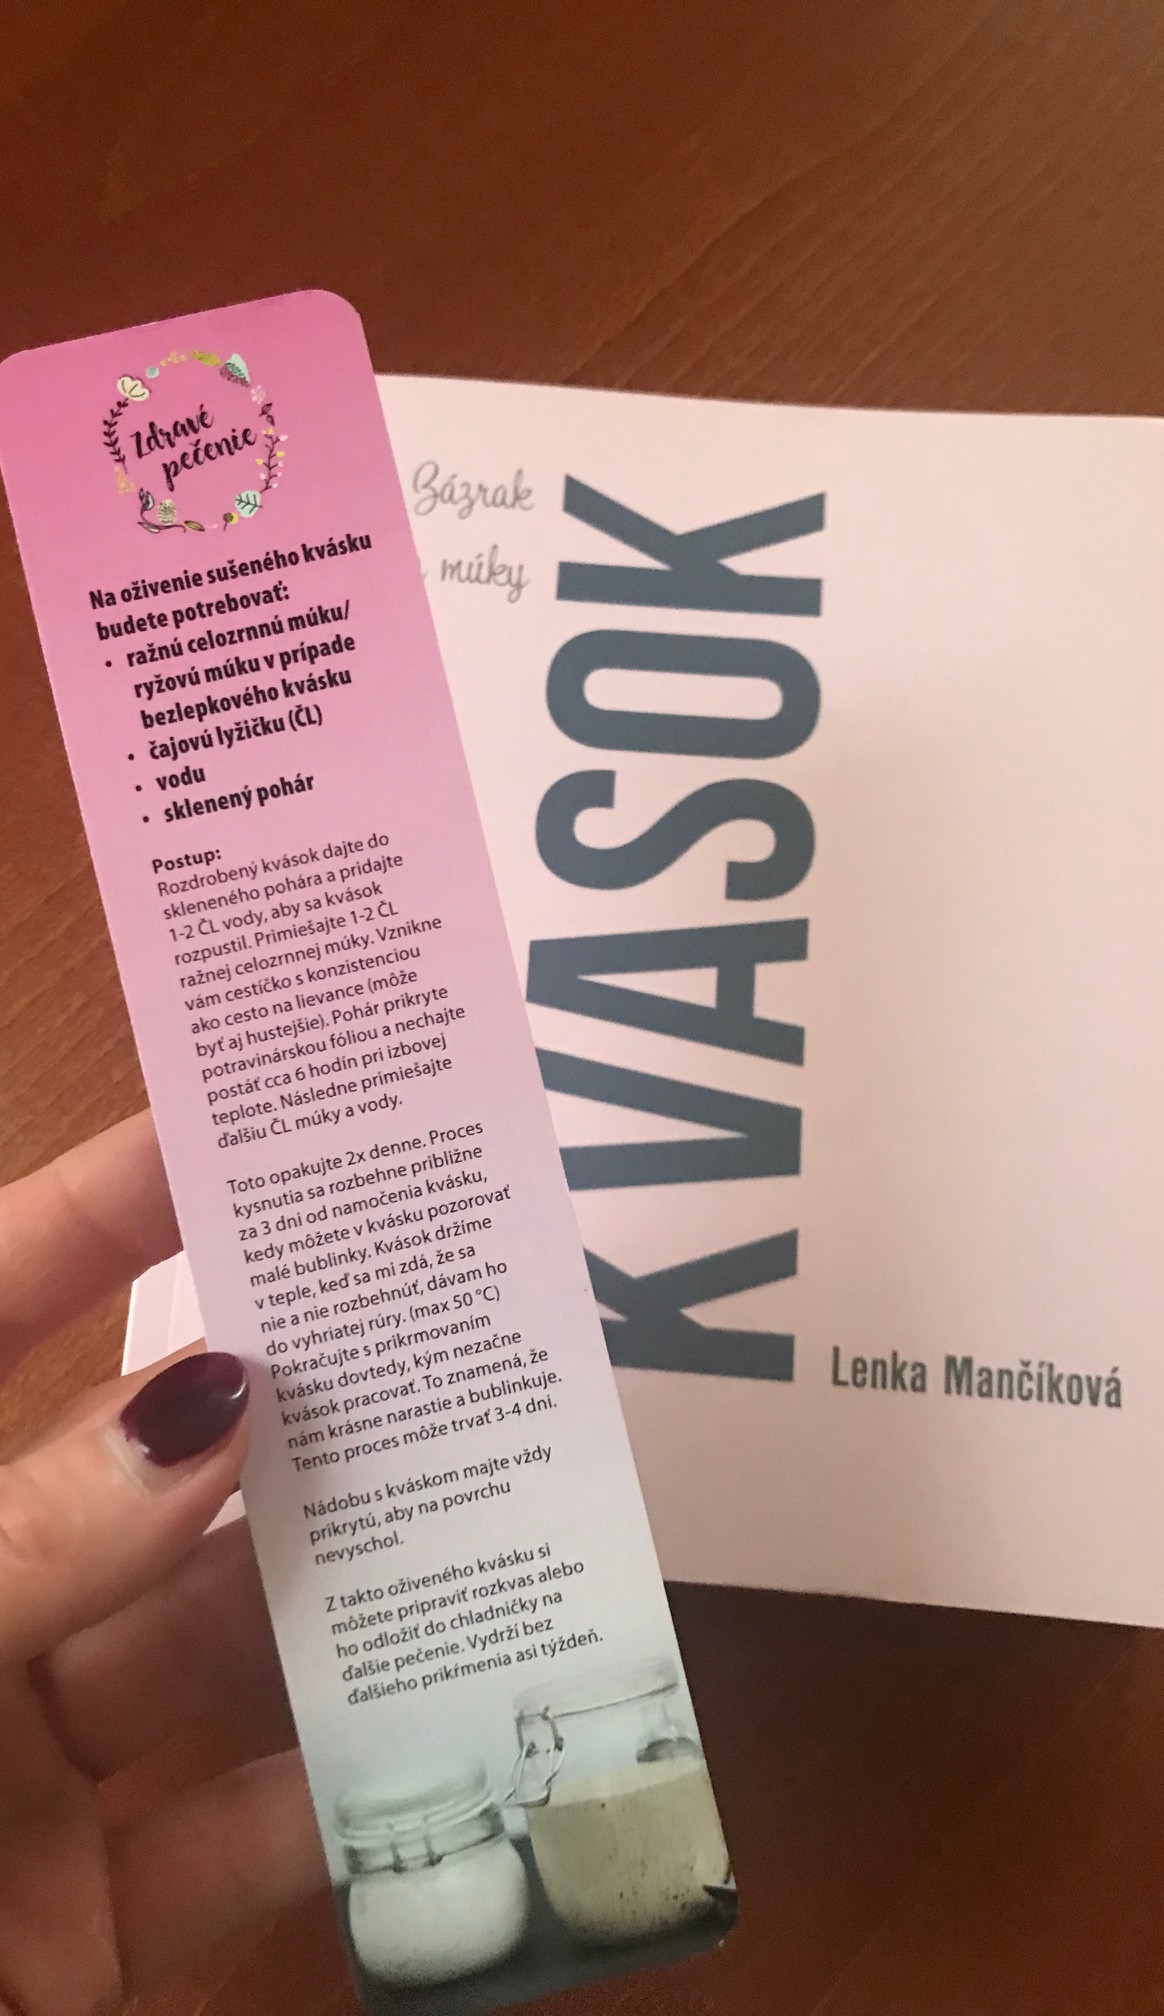 Zdravé
pečenie
Na oživenie sušeného kvásku
budete potrebovať:
• ražnú celozrnnú múku/
ryžovú múku v prípade
bezlepkového kvásku
• čajovú lyžičku (ČL)
• vodu
• sklenený pohár
Postup:
Rozdrobený kvások dajte do
skleneného pohára a pridajte
1-2 ČL vody, aby sa kvások
rozpustil. Primiešajte 1-2 ČL
ražnej celozrnnej múky. Vznikne
vám cestíčko s konzistenciou
ako cesto na lievance (môže
byť aj hustejšie). Pohár prikryte
potravinárskou fóliou a nechajte
postáť cca 6 hodín pri izbovej
teplote. Následne primiešajte
ďalšiu ČL múky a vody.
Toto opakujte 2x denne. Proces
kysnutia sa rozbehne približne
za 3 dni od namočenia kvásku,
kedy môžete v kvásku pozorovať
malé bublinky. Kvások držíme
v teple, keď sa mi zdá, že sa
nie a nie rozbehnúť, dávam ho
do vyhriatej rúry. (max 50 °C)
Pokračujte s prikrmovaním
kvásku dovtedy, kým nezačne
kvások pracovať. To znamená, že
nám krásne narastie a bublinkuje.
Tento proces môže trvať 3-4 dni.
Nádobu s kváskom majte vždy
prikrytú, aby na povrchu
nevyschol.
Z takto oživeného kvásku si
môžete pripraviť rozkvas alebo
ho odložiť do chladničky na
ďalšie pečenie. Vydrží bez
ďalšieho prikŕmenia asi týždeň.
Zázrak
múky
KVASOK
Lenka Mančíková